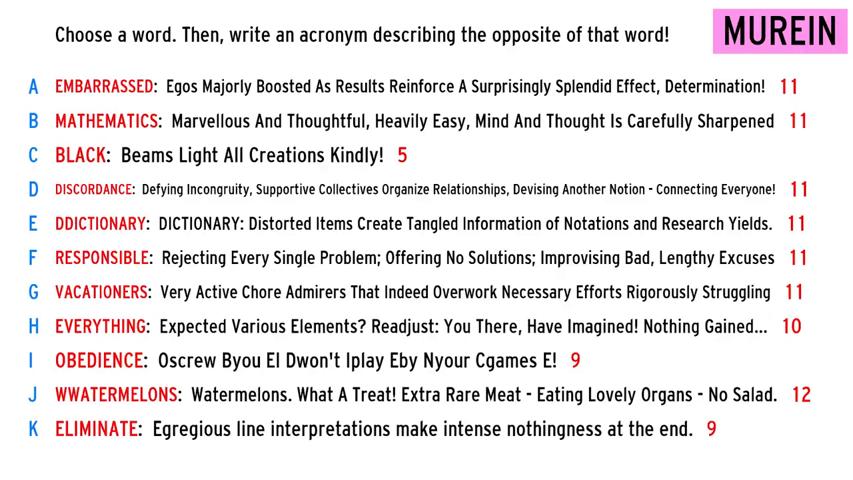 Choose a word. Then, write an acronym describing the opposite of that word!
MUREIN
A EMBARRASSED: Egos Majorly Boosted As Results Reinforce A Surprisingly Splendid Effect, Determination! 11
B MATHEMATICS: Marvellous And Thoughtful, Heavily Easy, Mind And Thought Is Carefully Sharpened 11
C BLACK: Beams Light All Creations Kindly! 5
D DISCORDANCE: Defying Incongruity, Supportive Collectives Organize Relationships, Devising Another Notion - Connecting Everyone! 11
E DDICTIONARY: DICTIONARY: Distorted Items Create Tangled Information of Notations and Research Yields. 11
F RESPONSIBLE: Rejecting Every Single Problem; Offering No Solutions; Improvising Bad, Lengthy Excuses 11
G VACATIONERS: Very Active Chore Admirers That Indeed Overwork Necessary Efforts Rigorously Struggling 11
H EVERYTHING: Expected Various Elements? Readjust: You There, Have Imagined! Nothing Gained... 10
I OBEDIENCE: Oscrew Byou El Dwon't Iplay Eby Nyour Cgames E! 9
J WWATERMELONS: Watermelons. What A Treat! Extra Rare Meat - Eating Lovely Organs - No Salad. 12
K ELIMINATE: Egregious line interpretations make intense nothingness at the end. 9